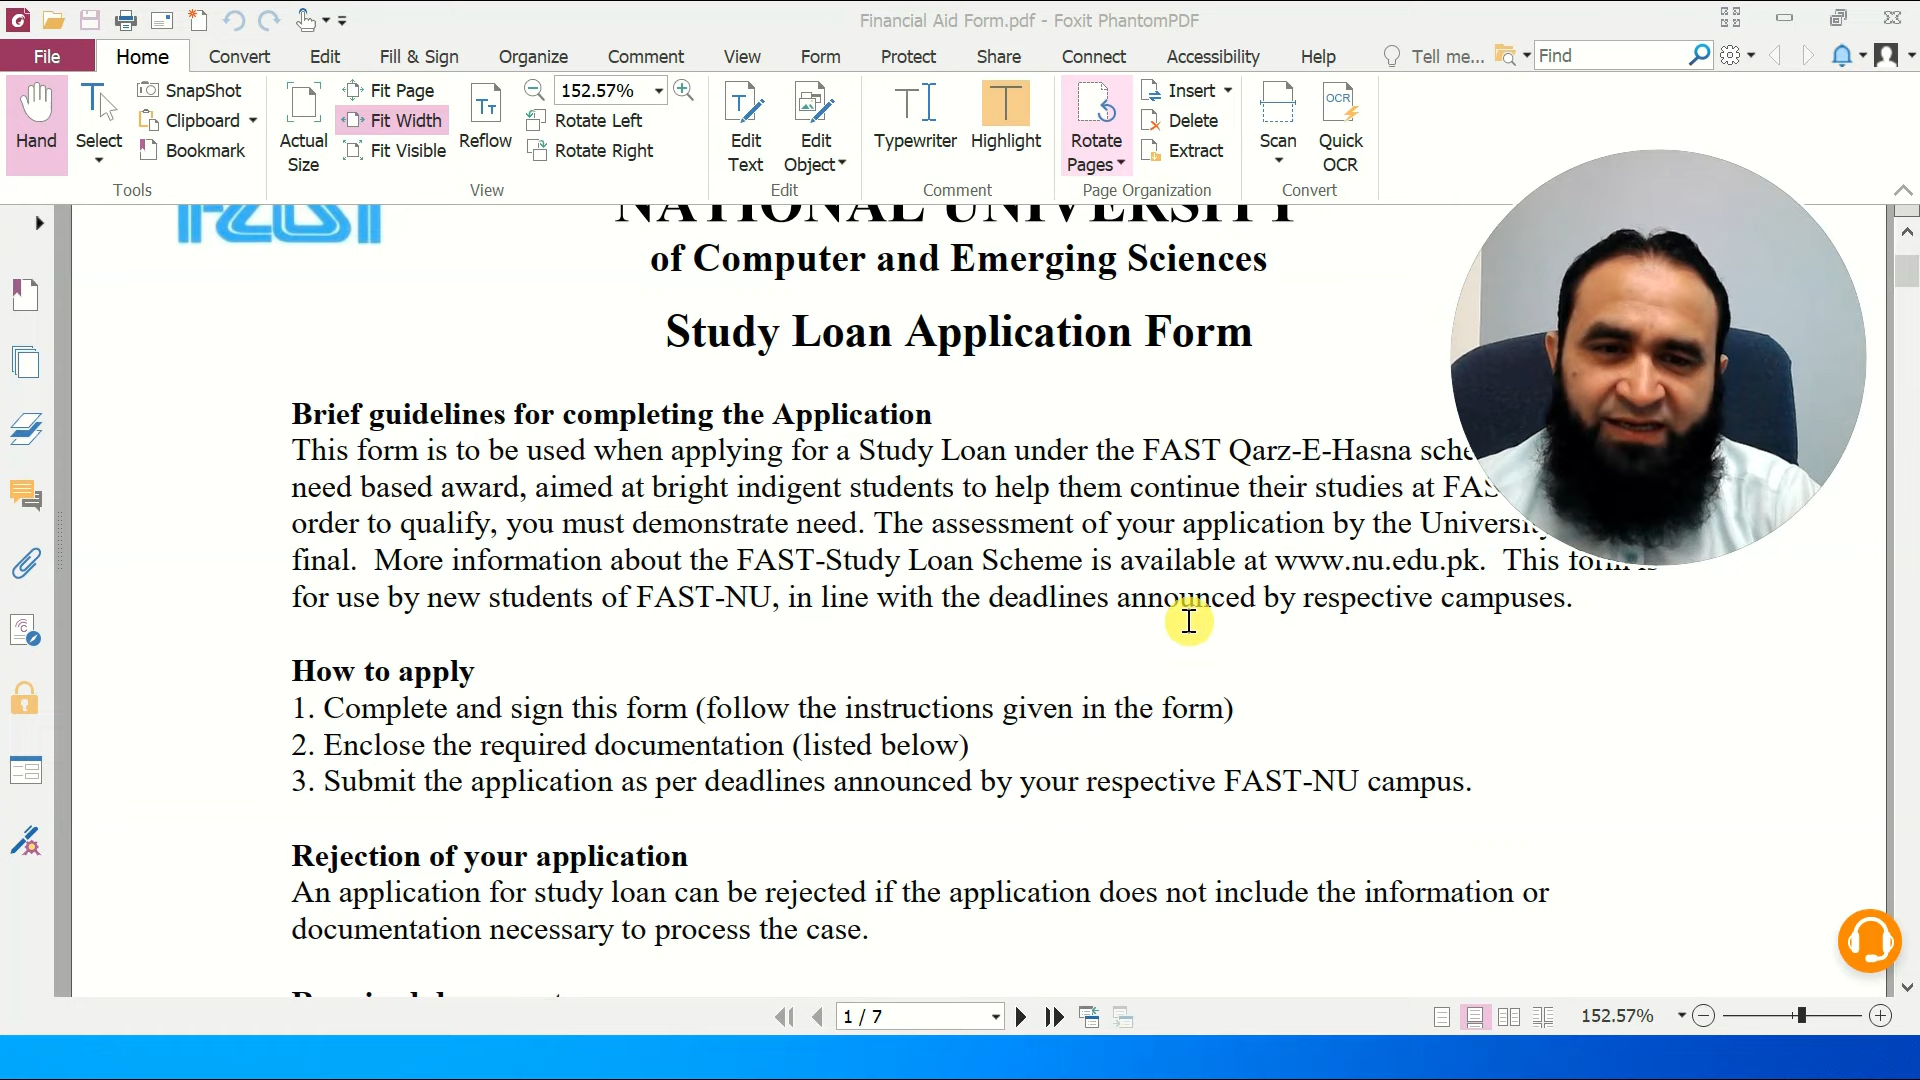 Financial Aid Form.pdf - Foxit PhantomPDF
File Home Convert Edit Fill & Sign Organize Comment View Form Protect Share Connect Accessibility Help Tell me... Find
Hand
Select
SnapShot
Clipboard
Bookmark
Tools
Actual Size
Fit Page
Fit Width
Fit Visible
Reflow
152.57%
Rotate Left
Rotate Right
View
Edit Text
Edit Object
Edit
Typewriter
Highlight
Comment
Rotate Pages
Insert
Delete
Extract
Page Organization
Scan
OCR
Quick OCR
Convert
FAST
NATIONAL UNIVERSITY
of Computer and Emerging Sciences
Study Loan Application Form
Brief guidelines for completing the Application
This form is to be used when applying for a Study Loan under the FAST Qarz-E-Hasna
need based award, aimed at bright indigent students to help them continue their studies at
order to qualify, you must demonstrate need. The assessment of your application by the
final. More information about the FAST-Study Loan Scheme is available at www.nu.edu.pk. This form is
for use by new students of FAST-NU, in line with the deadlines announced by respective campuses.
How to apply
1. Complete and sign this form (follow the instructions given in the form)
2. Enclose the required documentation (listed below)
3. Submit the application as per deadlines announced by your respective FAST-NU campus.
Rejection of your application
An application for study loan can be rejected if the application does not include the information or
documentation necessary to process the case.
1 / 7
152.57%